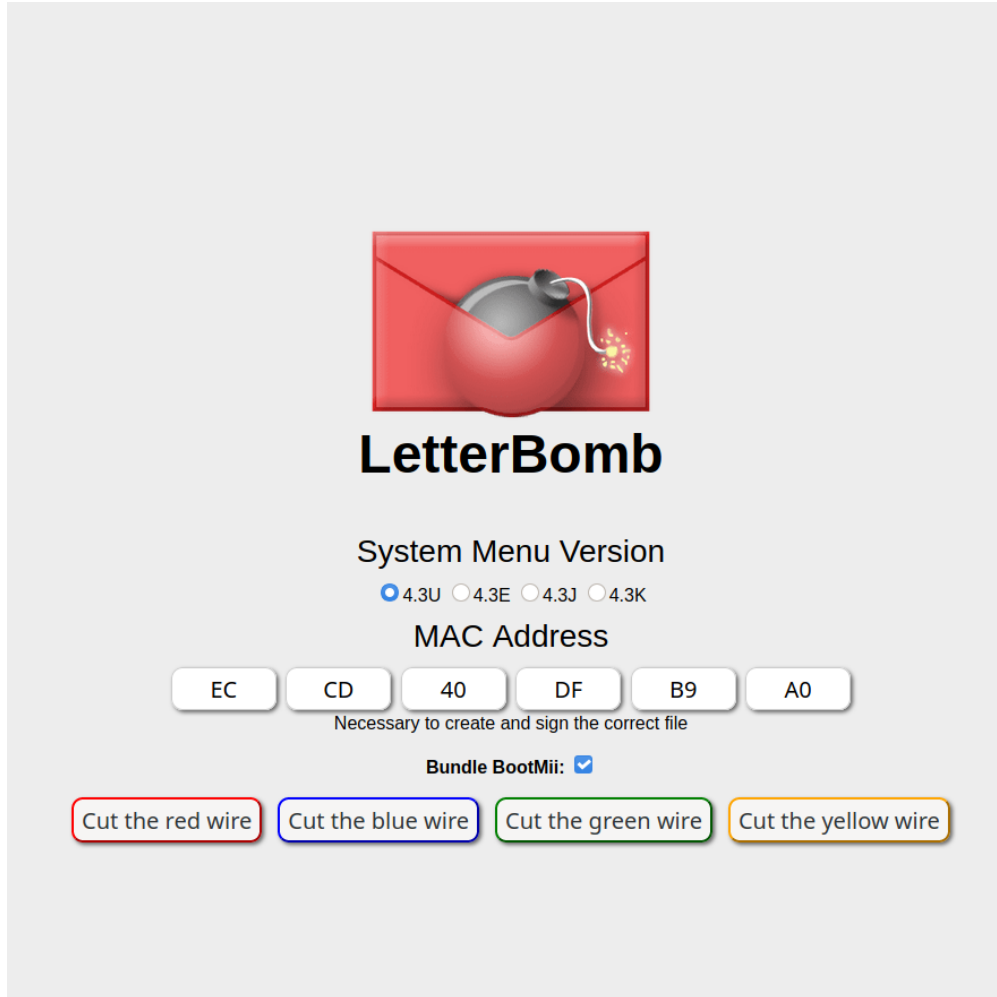 LetterBomb
System Menu Version
4.3U 4.3E 4.3J 4.3K
MAC Address
EC CD 40 DF B9 A0
Necessary to create and sign the correct file
Bundle BootMii:
Cut the red wire Cut the blue wire Cut the green wire Cut the yellow wire